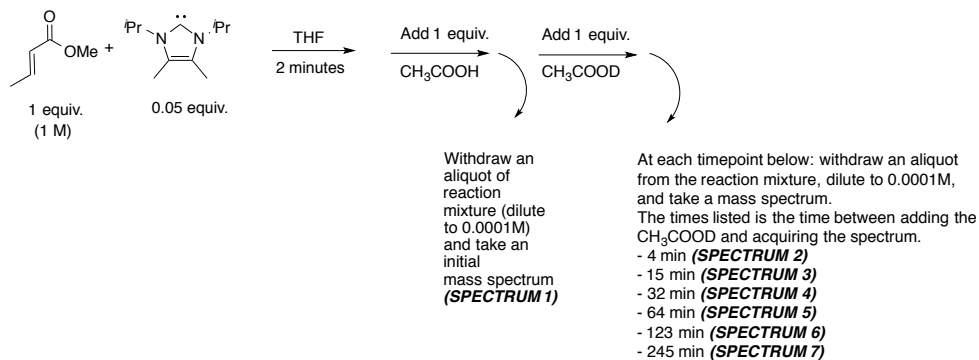 O
OMe
+
iPr
N
N
iPr
THF
2 minutes
Add 1 equiv.
CH3COOH
Add 1 equiv.
CH3COOD
1 equiv.
(1 M)
0.05 equiv.
Withdraw an
aliquot of
reaction
mixture (dilute
to 0.0001M)
and take an
initial
mass spectrum
(SPECTRUM 1)
At each timepoint below: withdraw an aliquot
from the reaction mixture, dilute to 0.0001M,
and take a mass spectrum.
The times listed is the time between adding the
CH3COOD and acquiring the spectrum.
- 4 min (SPECTRUM 2)
- 15 min (SPECTRUM 3)
- 32 min (SPECTRUM 4)
- 64 min (SPECTRUM 5)
- 123 min (SPECTRUM 6)
- 245 min (SPECTRUM 7)